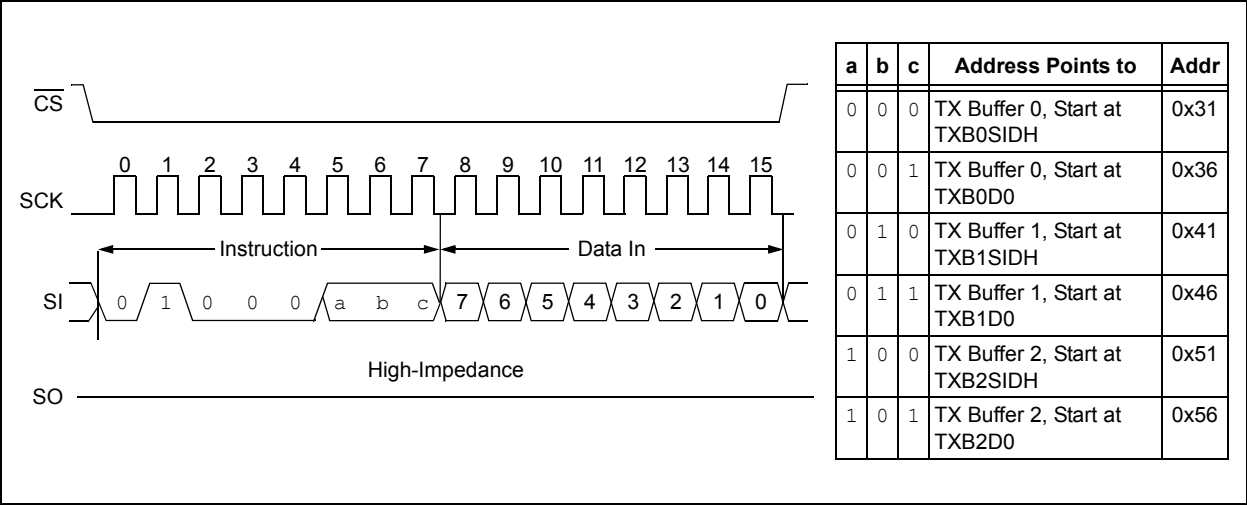 CS
0 1 2 3 4 5 6 7 8 9 10 11 12 13 14 15
SCK
Instruction Data In
SI 0 1 0 0 0 a b c 7 6 5 4 3 2 1 0
High-Impedance
SO
a b c Address Points to Addr
0 0 0 TX Buffer 0, Start at 0x31
TXB0SIDH
0 0 1 TX Buffer 0, Start at 0x36
TXB0D0
0 1 0 TX Buffer 1, Start at 0x41
TXB1SIDH
0 1 1 TX Buffer 1, Start at 0x46
TXB1D0
1 0 0 TX Buffer 2, Start at 0x51
TXB2SIDH
1 0 1 TX Buffer 2, Start at 0x56
TXB2D0